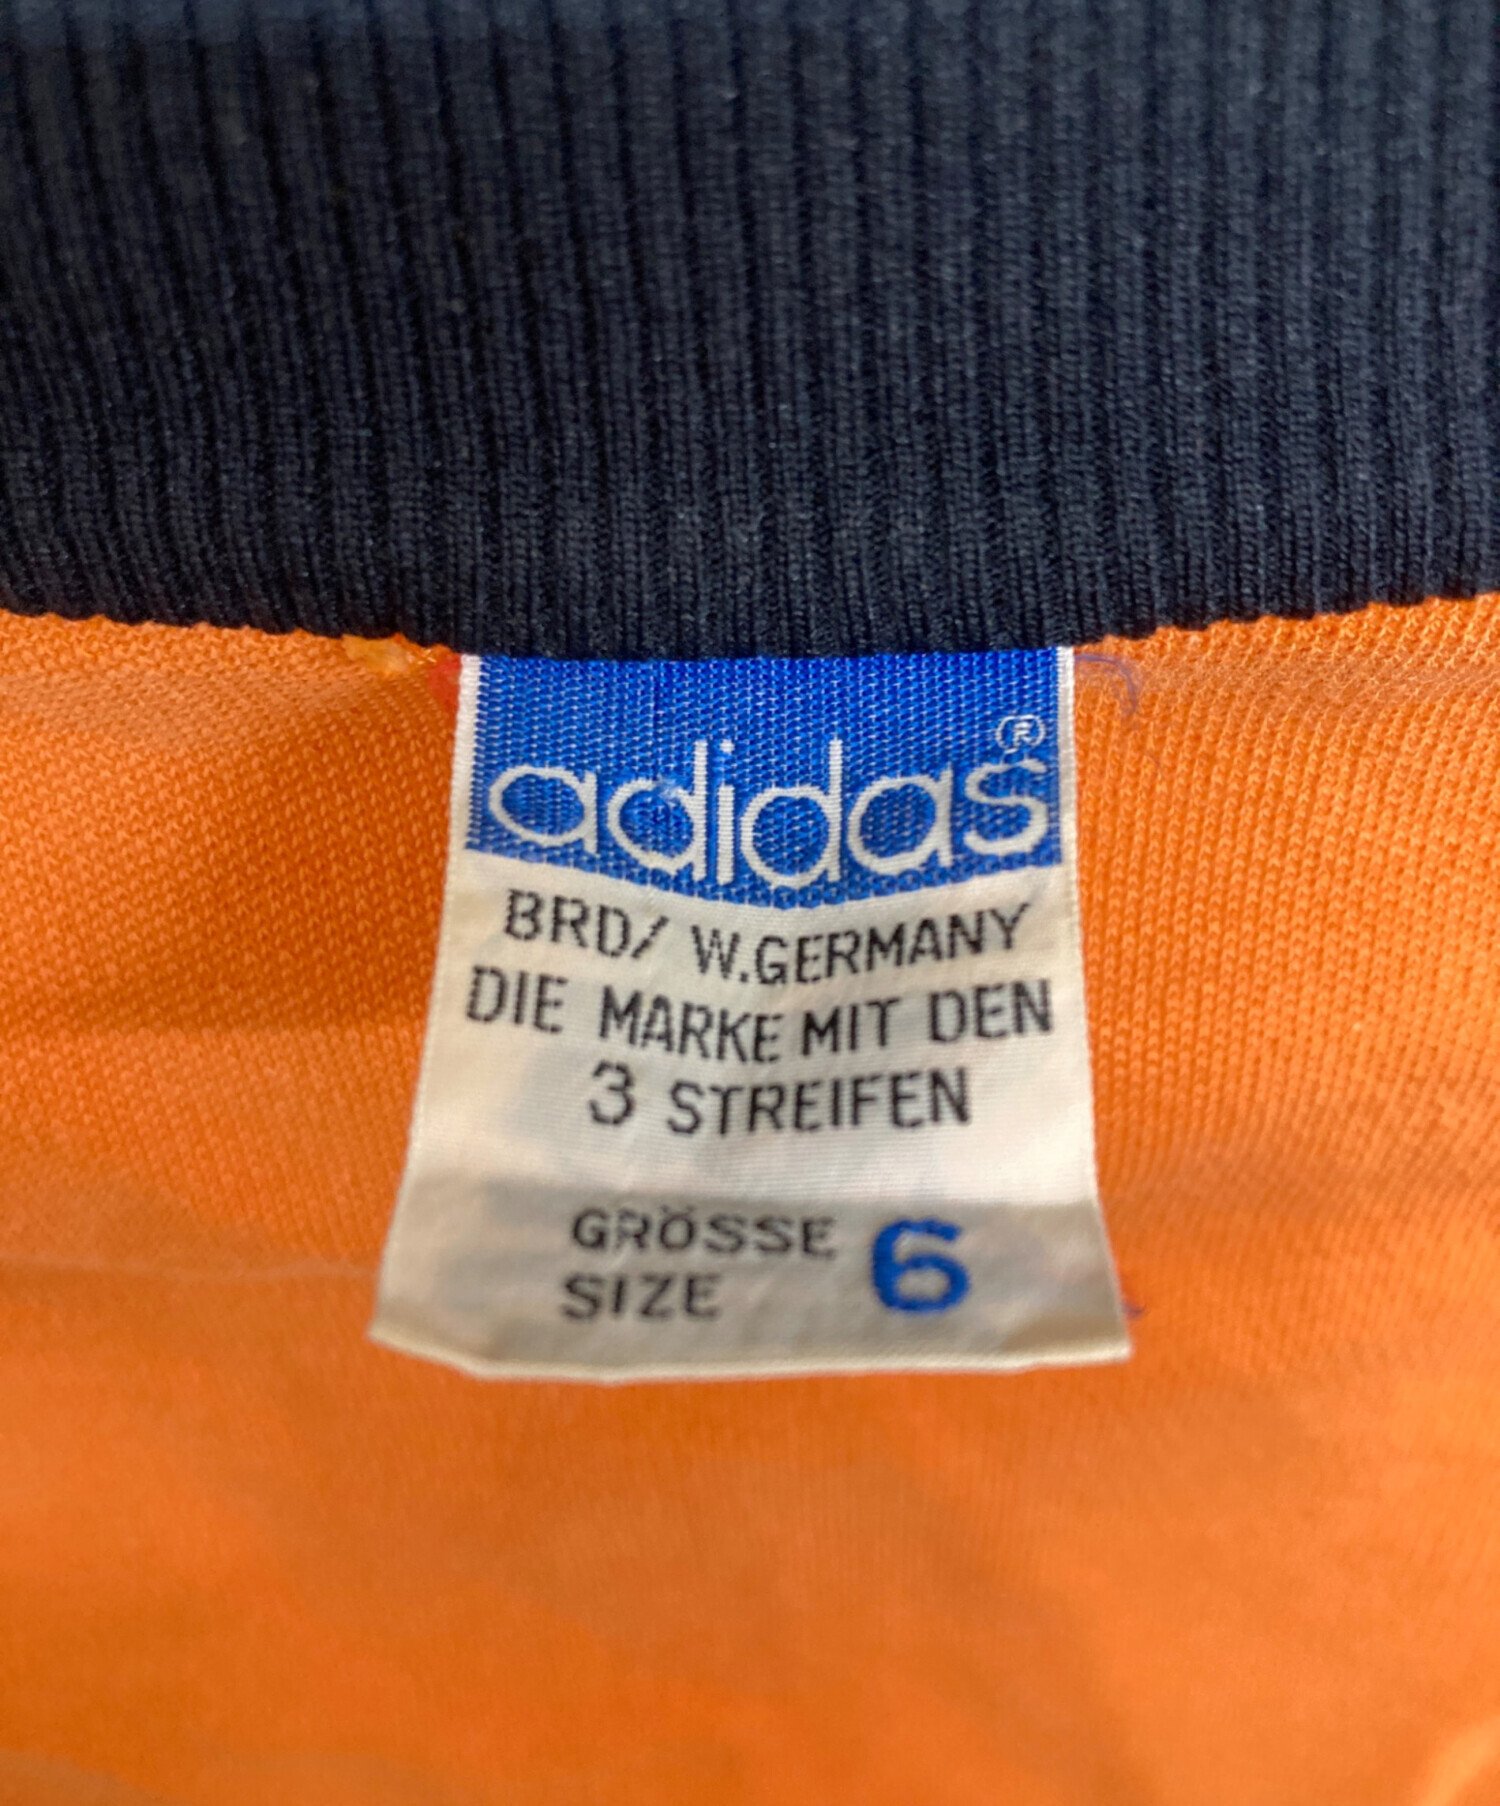 adidas®
BRD/ W.GERMANY
DIE MARKE MIT DEN
3 STREIFEN
GRÖSSE 6
SIZE